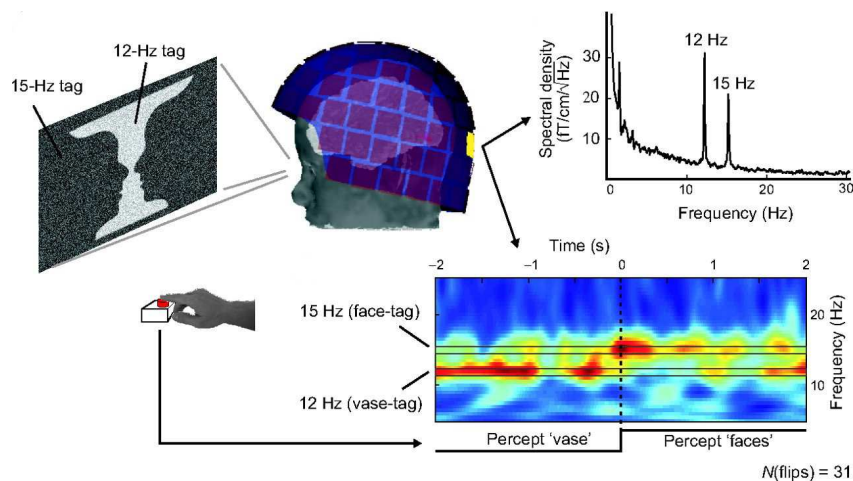 12-Hz tag
15-Hz tag
Spectral density
(fT/cm/√Hz)
30
20
10
12 Hz
15 Hz
0
10
20
30
Frequency (Hz)
Time (s)
–2
–1
0
1
2
15 Hz (face-tag)
12 Hz (vase-tag)
20
10
Frequency (Hz)
Percept ‘vase’
Percept ‘faces’
N(flips) = 31